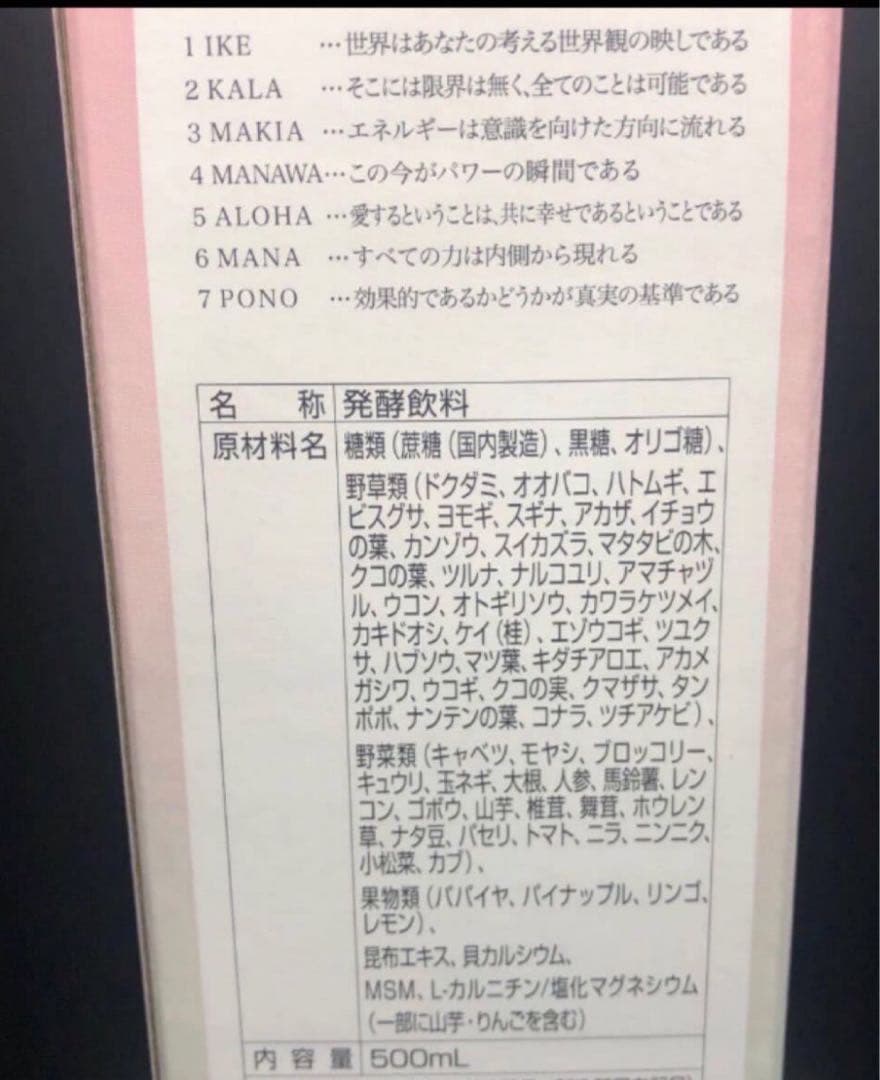 1 IKE …世界はあなたの考える世界観の映しである
2 KALA …そこには限界は無く、全てのことは可能である
3 MAKIA …エネルギーは意識を向けた方向に流れる
4 MANAWA…この今がパワーの瞬間である
5 ALOHA …愛するということは、共に幸せであるということである
6 MANA …すべての力は内側から現れる
7 PONO …効果的であるかどうかが真実の基準である
名称 発酵飲料
原材料名 糖類（蔗糖（国内製造）、黒糖、オリゴ糖）、
野草類（ドクダミ、オオバコ、ハトムギ、エ
ビスグサ、ヨモギ、スギナ、アカザ、イチョウ
の葉、カンゾウ、スイカズラ、マタタビの木、
クコの葉、ツルナ、ナルコユリ、アマチャヅ
ル、ウコン、オトギリソウ、カワラケツメイ、
カキドオシ、ケイ（桂）、エゾウコギ、ツユク
サ、ハブソウ、マツ葉、キダチアロエ、アカメ
ガシワ、ウコギ、クコの実、クマザサ、タン
ポポ、ナンテンの葉、コナラ、ツチアケビ）、
野菜類（キャベツ、モヤシ、ブロッコリー、
キュウリ、玉ネギ、大根、人参、馬鈴薯、レン
コン、ゴボウ、山芋、椎茸、舞茸、ホウレン
草、ナタ豆、パセリ、トマト、ニラ、ニンニク、
小松菜、カブ）、
果物類（パパイヤ、パイナップル、リンゴ、
レモン）、
昆布エキス、貝カルシウム、
MSM、L-カルニチン/塩化マグネシウム
（一部に山芋・りんごを含む）
内容量 500mL